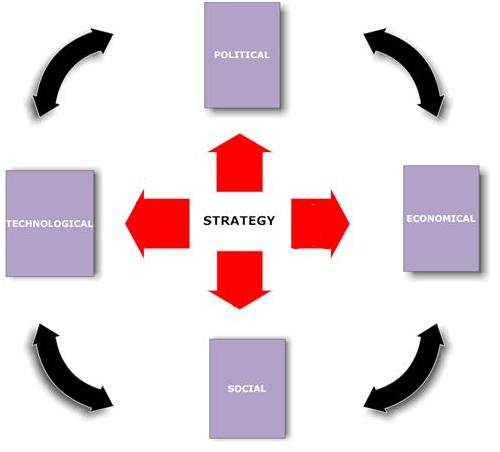 POLITICAL
TECHNOLOGICAL
STRATEGY
ECONOMICAL
SOCIAL